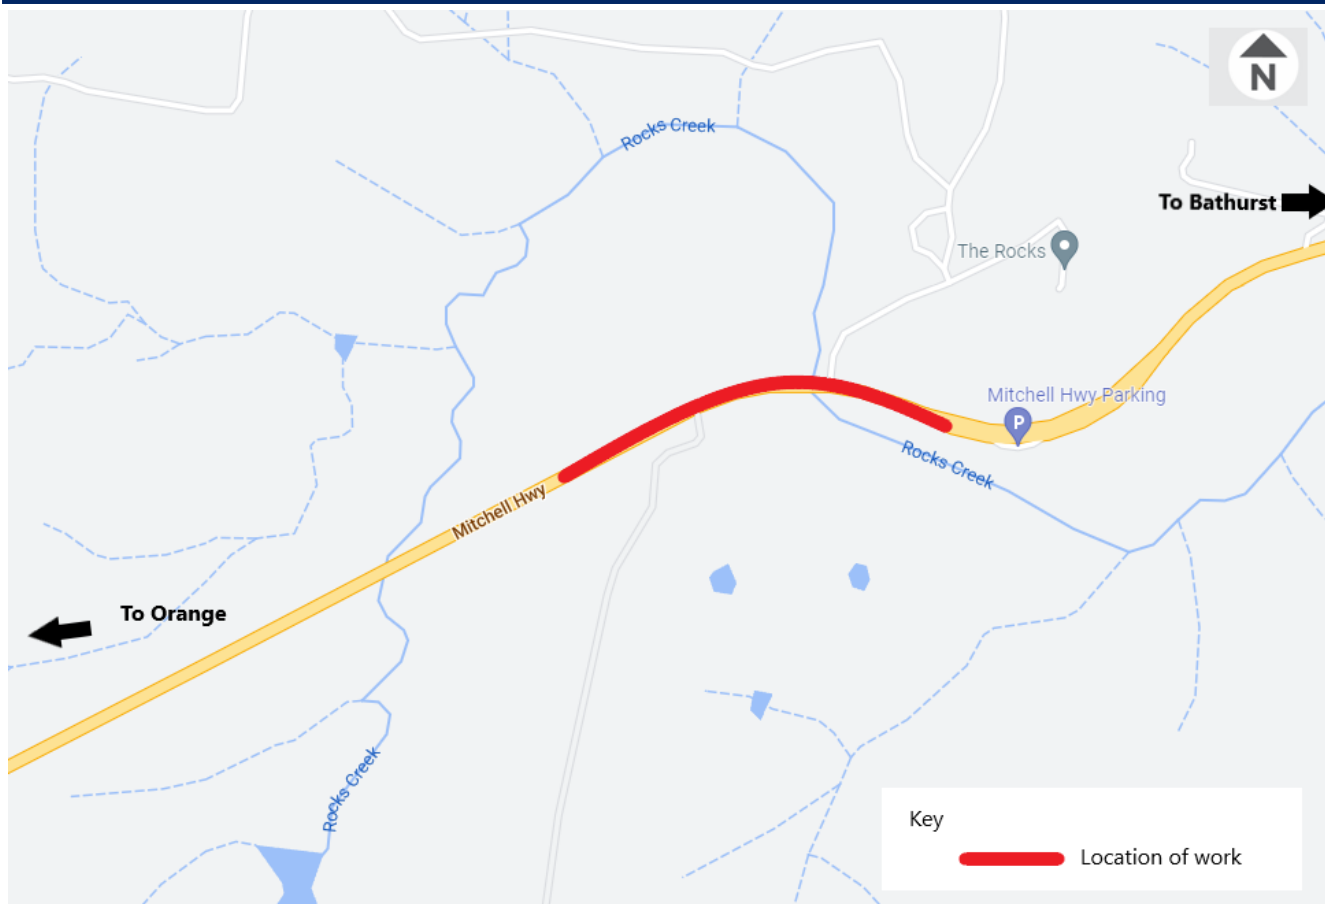 Rocks Creek
N
To Bathurst
The Rocks
Mitchell Hwy Parking
P
Rocks Creek
Mitchell Hwy
To Orange
Rocks Creek
Key
Location of work